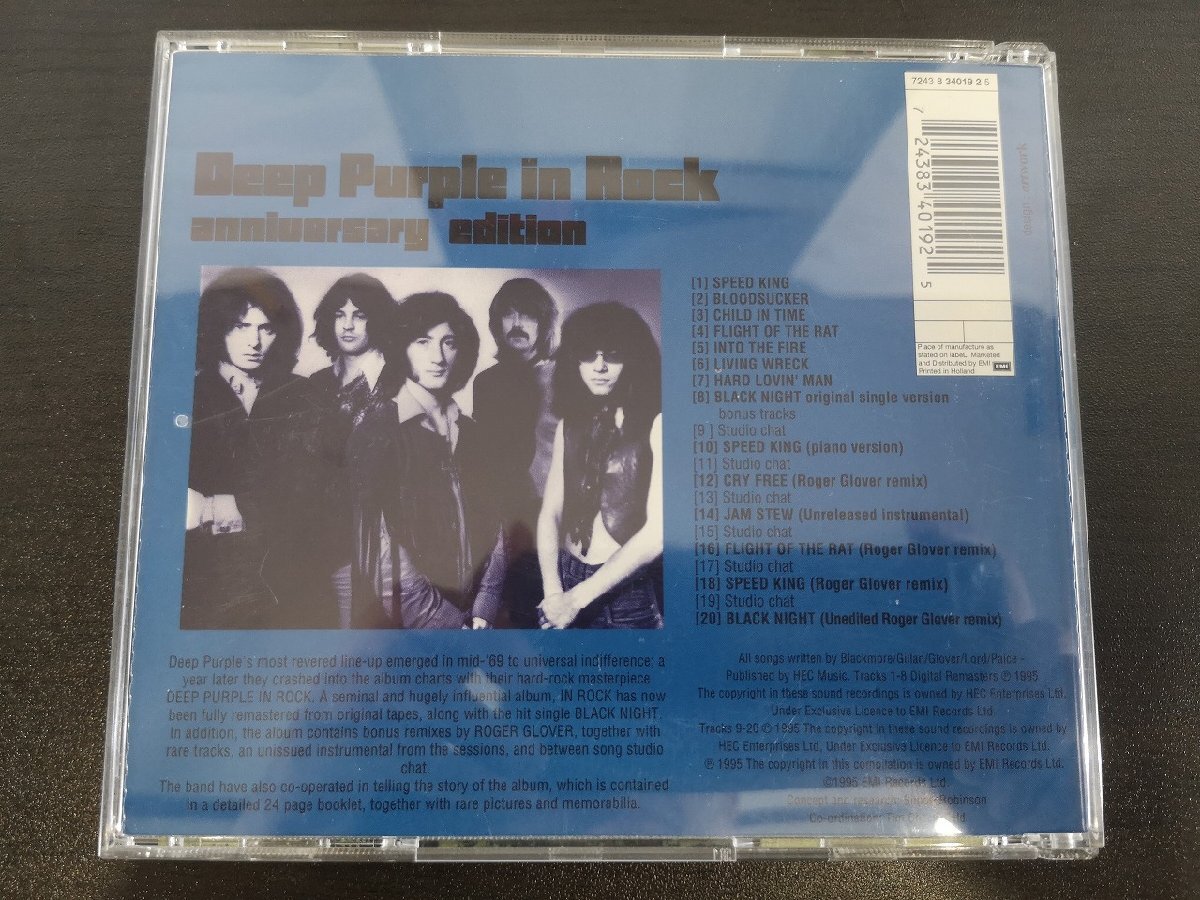 Deep Purple in Rock
anniversary edition
[1] SPEED KING
[2] BLOODSUCKER
[3] CHILD IN TIME
[4] FLIGHT OF THE RAT
[5] INTO THE FIRE
[6] LIVING WRECK
[7] HARD LOVIN' MAN
[8] BLACK NIGHT original single version
bonus tracks
[9 ] Studio chat
[10] SPEED KING (piano version)
[11] Studio chat
[12] CRY FREE (Roger Glover remix)
[13] Studio chat
[14] JAM STEW (Unreleased instrumental)
[15] Studio chat
[16] FLIGHT OF THE RAT (Roger Glover remix)
[17] Studio chat
[18] SPEED KING (Roger Glover remix)
[19] Studio chat
[20] BLACK NIGHT (Unedited Roger Glover remix)
7243 8 34019 2 5
7 24383 40192 5
Place of manufacture as
stated on label. Marketed
and Distributed by EMI
Printed in Holland
EMI
design artwork
Deep Purple's most revered line-up emerged in mid-'69 to universal indifference; a
year later they crashed into the album charts with their hard-rock masterpiece
DEEP PURPLE IN ROCK. A seminal and hugely influential album, IN ROCK has now
been fully remastered from original tapes, along with the hit single BLACK NIGHT.
In addition, the album contains bonus remixes by ROGER GLOVER, together with
rare tracks, an unissued instrumental from the sessions, and between song studio
chat.
The band have also co-operated in telling the story of the album, which is contained
in a detailed 24 page booklet, together with rare pictures and memorabilia.
All songs written by Blackmore/Gillan/Glover/Lord/Paice -
Published by HEC Music. Tracks 1-8 Digital Remasters ℗ 1995
The copyright in these sound recordings is owned by HEC Enterprises Ltd.
Under Exclusive Licence to EMI Records Ltd.
Tracks 9-20 ℗ 1995 The copyright in these sound recordings is owned by
HEC Enterprises Ltd, Under Exclusive Licence to EMI Records Ltd.
℗ 1995 The copyright in this compilation is owned by EMI Records Ltd.
©1995 EMI Records Ltd.
Concept and research: Simon Robinson
Co-ordination: Tim